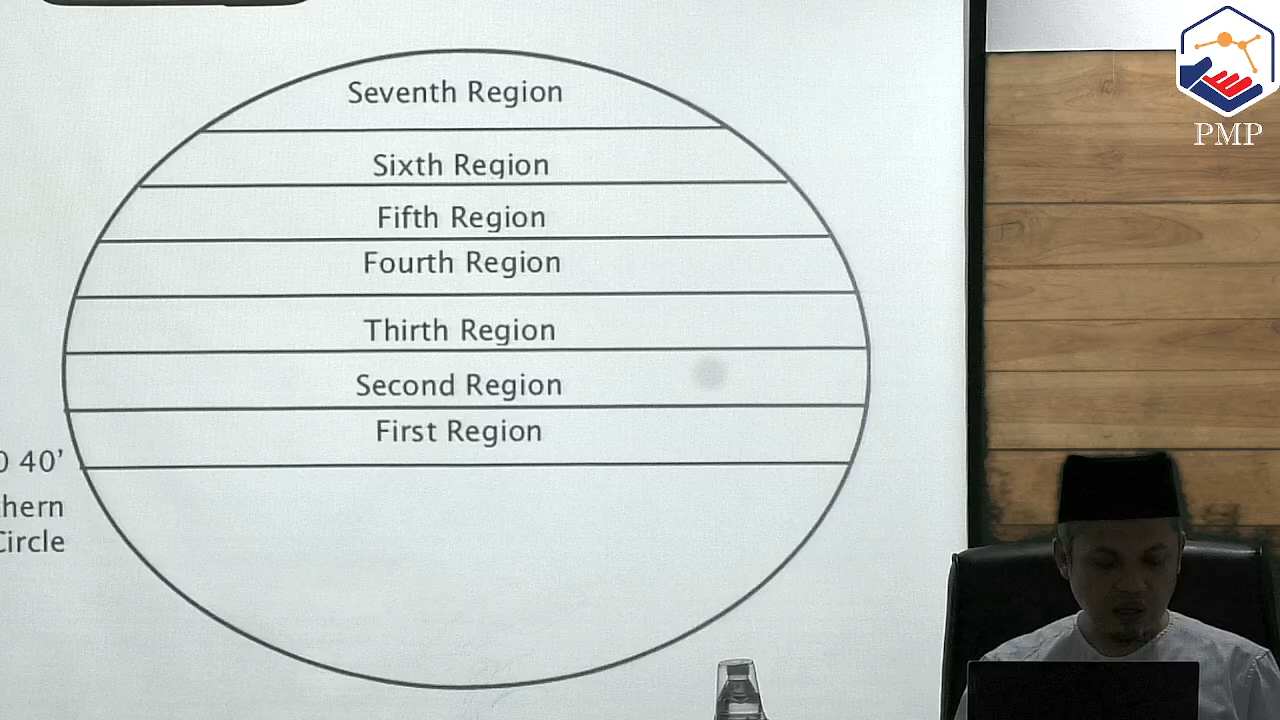 Seventh Region
Sixth Region
Fifth Region
Fourth Region
Thirth Region
Second Region
First Region
0 40’
hern
Circle
PMP